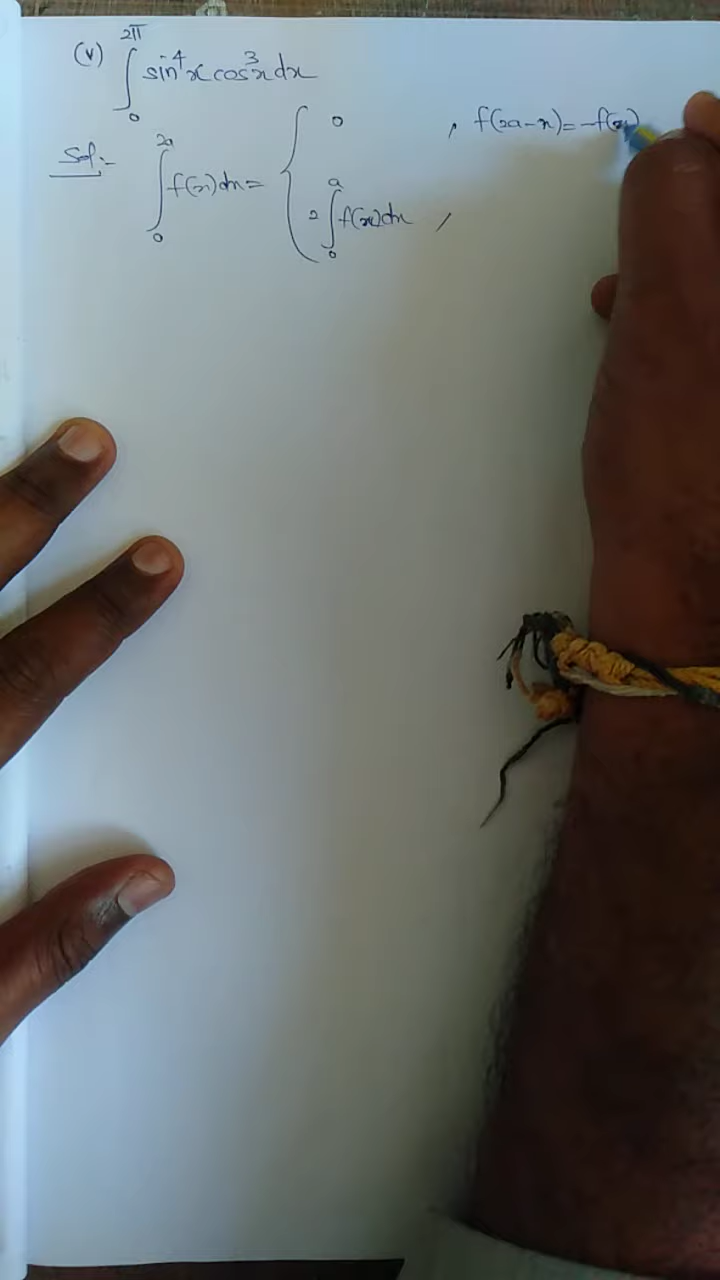 (v) ∫₀^2π sin⁴x cos³x dx
Sol:- ∫₀^2a f(x)dx = { 0 , f(2a-x)=-f(x)
2∫₀^a f(x)dx ,